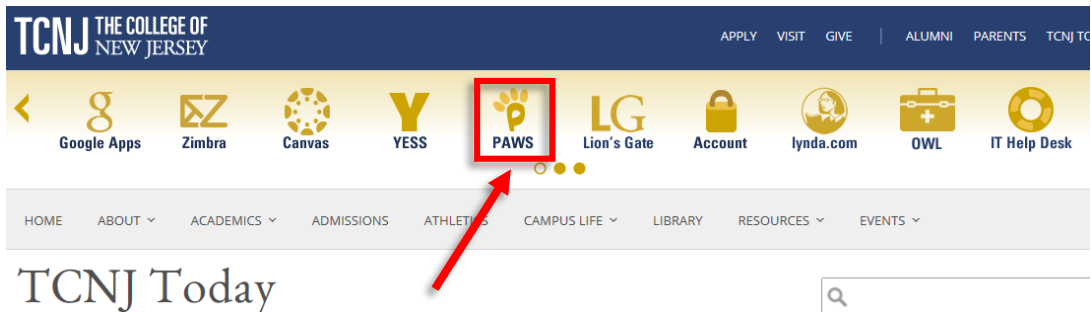 TCNJ THE COLLEGE OF
NEW JERSEY
APPLY VISIT GIVE | ALUMNI PARENTS TCNJ TO
Google Apps Zimbra Canvas YESS PAWS Lion's Gate Account lynda.com OWL IT Help Desk
HOME ABOUT ACADEMICS ADMISSIONS ATHLETICS CAMPUS LIFE LIBRARY RESOURCES EVENTS
TCNJ Today